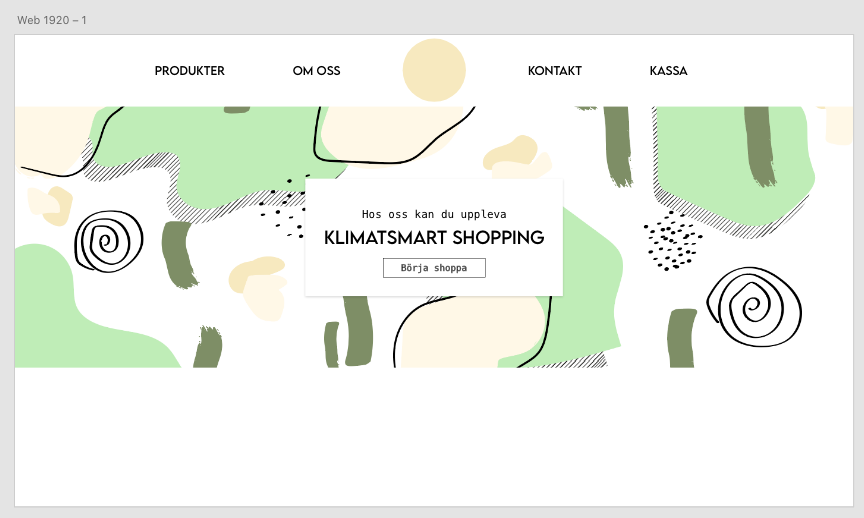 Web 1920 – 1
PRODUKTER OM OSS KONTAKT KASSA
Hos oss kan du uppleva
KLIMATSMART SHOPPING
Börja shoppa